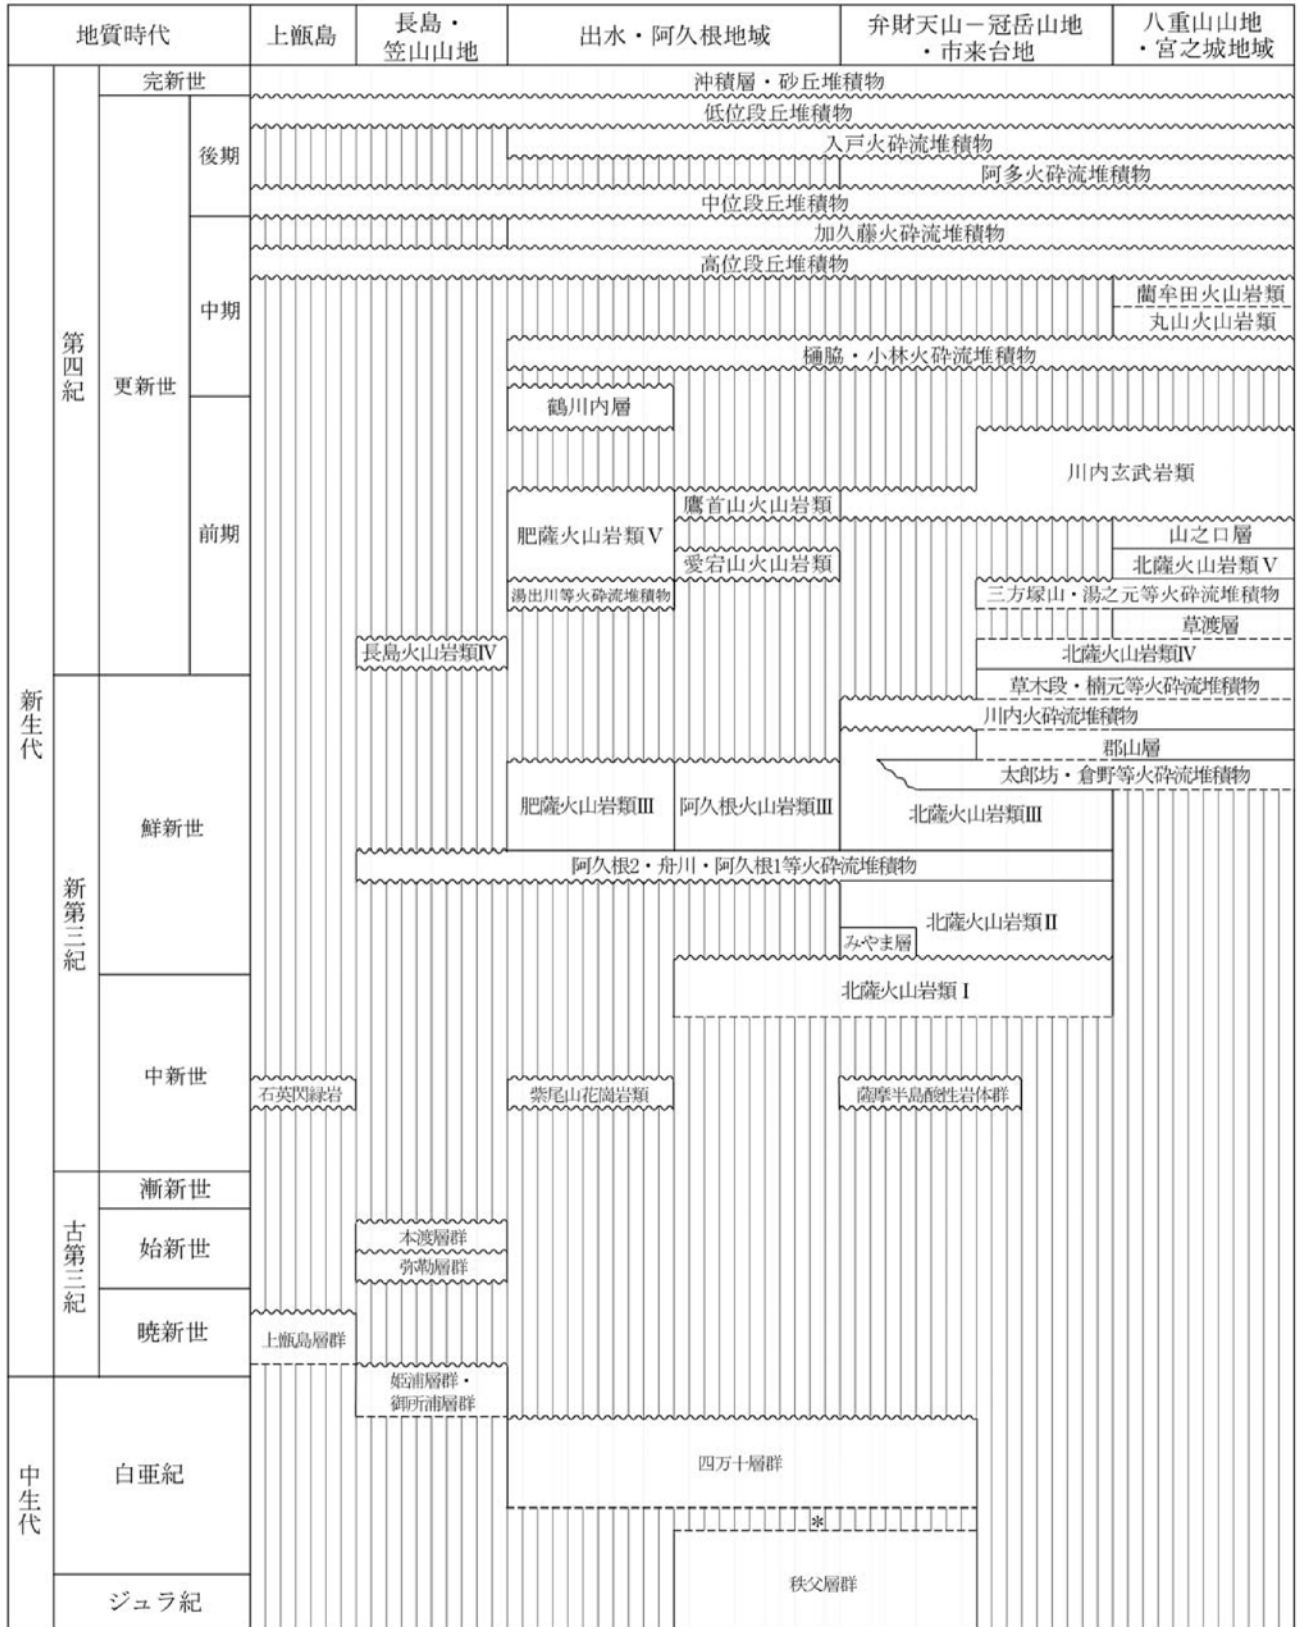 地質時代
上甑島
長島・
笠山山地
出水・阿久根地域
弁財天山－冠岳山地
・市来台地
八重山山地
・宮之城地域
新生代
第四紀
完新世
沖積層・砂丘堆積物
更新世
後期
低位段丘堆積物
入戸火砕流堆積物
阿多火砕流堆積物
中位段丘堆積物
中期
加久藤火砕流堆積物
高位段丘堆積物
藺牟田火山岩類
丸山火山岩類
樋脇・小林火砕流堆積物
鶴川内層
前期
川内玄武岩類
鷹首山火山岩類
肥薩火山岩類Ⅴ
山之口層
愛宕山火山岩類
北薩火山岩類Ⅴ
湯出川等火砕流堆積物
三方塚山・湯之元等火砕流堆積物
草渡層
長島火山岩類Ⅳ
北薩火山岩類Ⅳ
新第三紀
鮮新世
草木段・楠元等火砕流堆積物
川内火砕流堆積物
郡山層
太郎坊・倉野等火砕流堆積物
肥薩火山岩類Ⅲ
阿久根火山岩類Ⅲ
北薩火山岩類Ⅲ
阿久根2・舟川・阿久根1等火砕流堆積物
北薩火山岩類Ⅱ
みやま層
中新世
北薩火山岩類Ⅰ
石英閃緑岩
紫尾山花崗岩類
薩摩半島酸性岩体群
古第三紀
漸新世
始新世
本渡層群
弥勒層群
暁新世
上甑島層群
中生代
白亜紀
姫浦層群・
御所浦層群
四万十層群
*
秩父層群
ジュラ紀